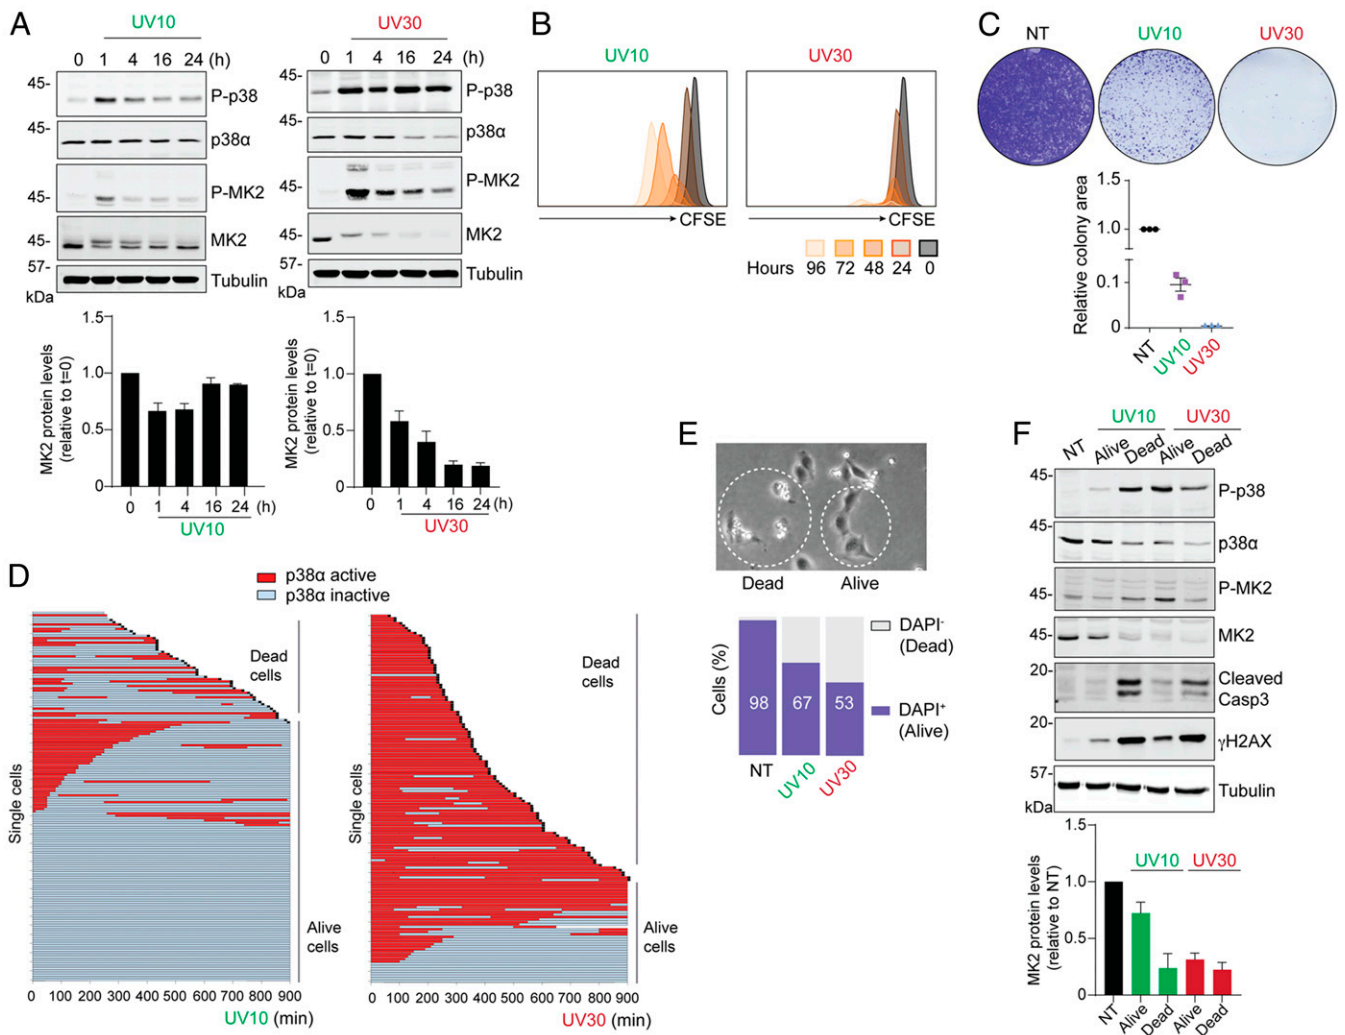 A
UV10
0 1 4 16 24 (h)
45-
P-p38
45-
p38α
45-
P-MK2
45-
MK2
57-
Tubulin
kDa
UV30
0 1 4 16 24 (h)
45-
P-p38
45-
p38α
45-
P-MK2
45-
MK2
57-
Tubulin
kDa
MK2 protein levels
(relative to t=0)
1.5
1.0
0.5
0
0 1 4 16 24 (h)
UV10
MK2 protein levels
(relative to t=0)
1.5
1.0
0.5
0
0 1 4 16 24 (h)
UV30
B
UV10
UV30
CFSE
CFSE
Hours 96 72 48 24 0
C
NT
UV10
UV30
Relative colony area
1.5
1.0
0.1
0
NT
UV10
UV30
D
p38α active
p38α inactive
Single cells
Dead
cells
Alive
cells
0 100 200 300 400 500 600 700 800 900
UV10 (min)
Single cells
Dead
cells
Alive
cells
0 100 200 300 400 500 600 700 800 900
UV30 (min)
E
Dead
Alive
Cells (%)
98 67 53
NT
UV10
UV30
DAPI-
(Dead)
DAPI+
(Alive)
F
UV10
UV30
NT Alive Dead Alive Dead
45-
P-p38
45-
p38α
45-
P-MK2
45-
MK2
20-
Cleaved
Casp3
20-
γH2AX
57-
Tubulin
kDa
MK2 protein levels
(relative to NT)
1.5
1.0
0.5
0
UV10
UV30
NT Alive Dead Alive Dead